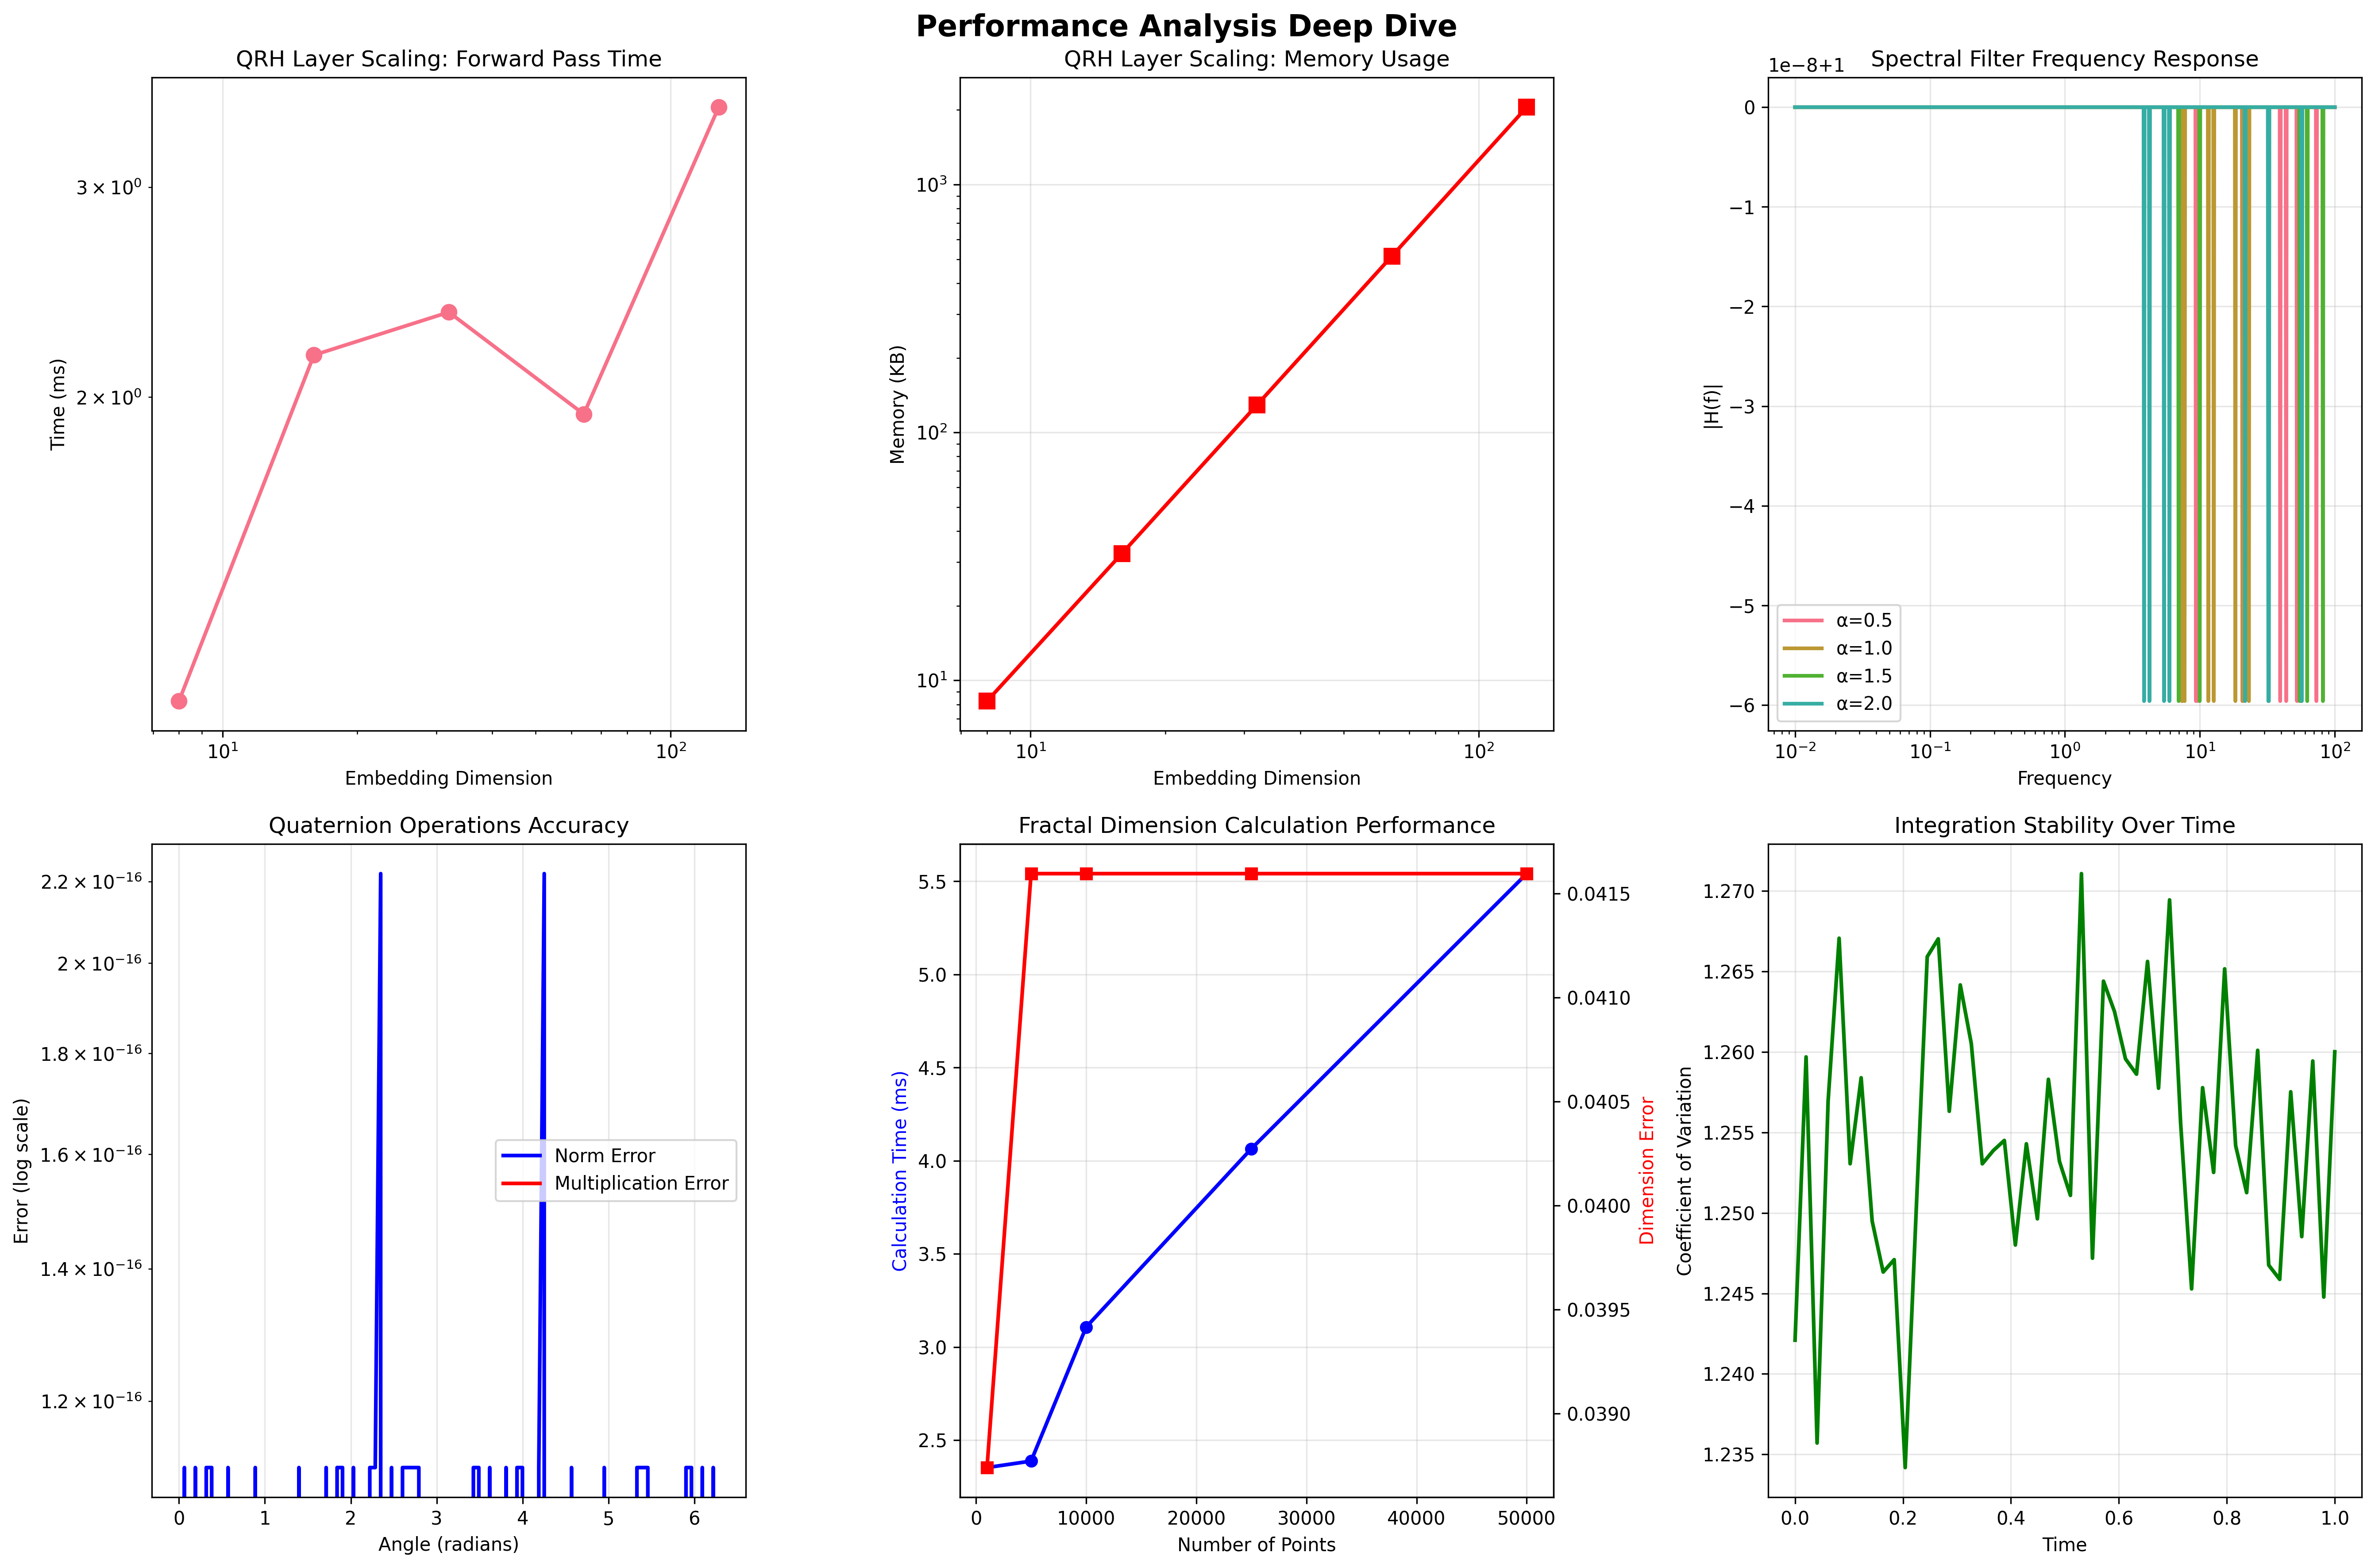 Performance Analysis Deep Dive
QRH Layer Scaling: Forward Pass Time
3 × 10⁰
2 × 10⁰
Time (ms)
10¹ 10²
Embedding Dimension
QRH Layer Scaling: Memory Usage
10³
10²
10¹
Memory (KB)
10¹ 10²
Embedding Dimension
Spectral Filter Frequency Response
1e−8+1
0
−1
−2
−3
−4
−5
−6
|H(f)|
α=0.5
α=1.0
α=1.5
α=2.0
10⁻² 10⁻¹ 10⁰ 10¹ 10²
Frequency
Quaternion Operations Accuracy
2.2 × 10⁻¹⁶
2 × 10⁻¹⁶
1.8 × 10⁻¹⁶
1.6 × 10⁻¹⁶
1.4 × 10⁻¹⁶
1.2 × 10⁻¹⁶
Error (log scale)
Norm Error
Multiplication Error
0 1 2 3 4 5 6
Angle (radians)
Fractal Dimension Calculation Performance
5.5
5.0
4.5
4.0
3.5
3.0
2.5
Calculation Time (ms)
0.0415
0.0410
0.0405
0.0400
0.0395
0.0390
Dimension Error
0 10000 20000 30000 40000 50000
Number of Points
Integration Stability Over Time
1.270
1.265
1.260
1.255
1.250
1.245
1.240
1.235
Coefficient of Variation
0.0 0.2 0.4 0.6 0.8 1.0
Time